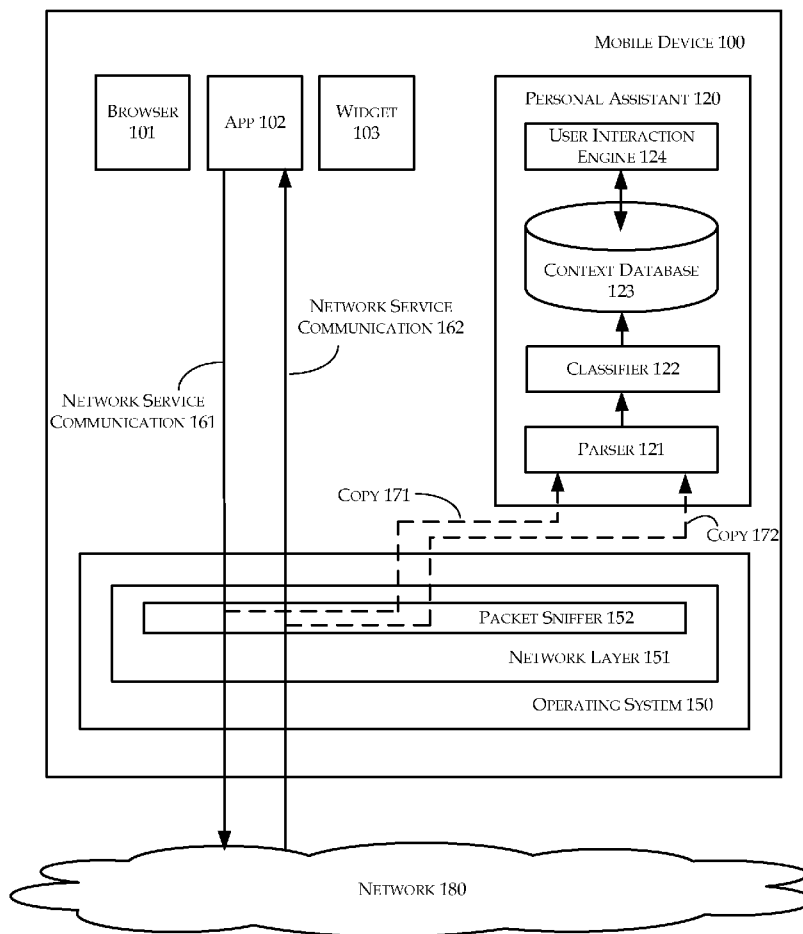 MOBILE DEVICE 100
BROWSER
101
APP 102
WIDGET
103
PERSONAL ASSISTANT 120
USER INTERACTION
ENGINE 124
CONTEXT DATABASE
123
CLASSIFIER 122
PARSER 121
NETWORK SERVICE
COMMUNICATION 162
NETWORK SERVICE
COMMUNICATION 161
COPY 171
COPY 172
PACKET SNIFFER 152
NETWORK LAYER 151
OPERATING SYSTEM 150
NETWORK 180